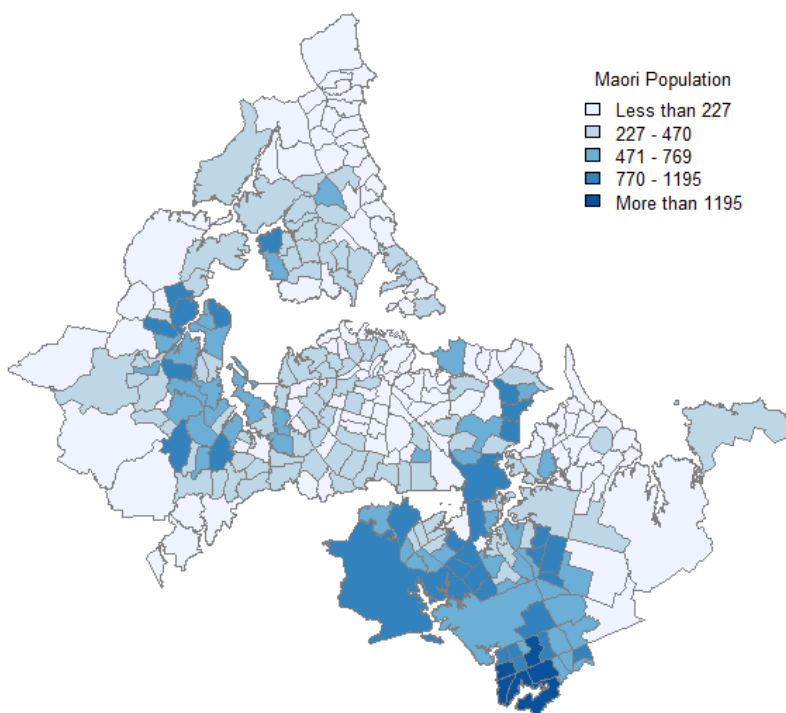 Maori Population
Less than 227
227 - 470
471 - 769
770 - 1195
More than 1195